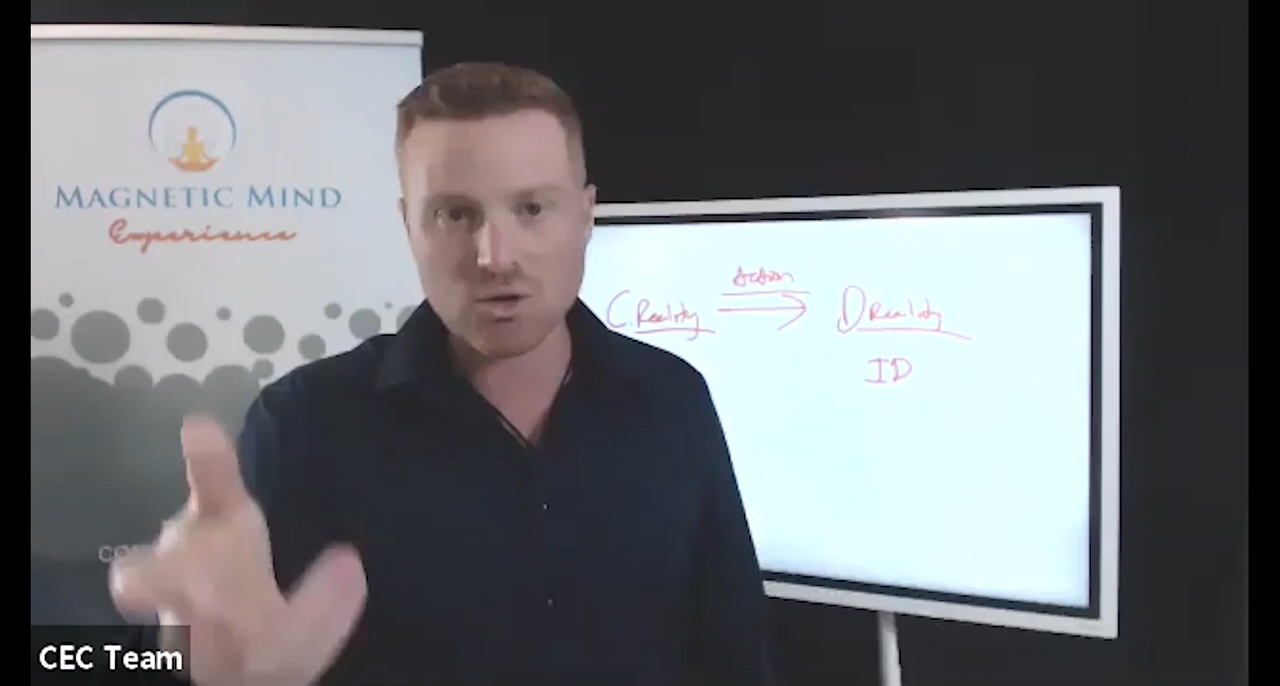 MAGNETIC MIND
Experience
Action
C. Reality
D Reality
ID
CEC Team